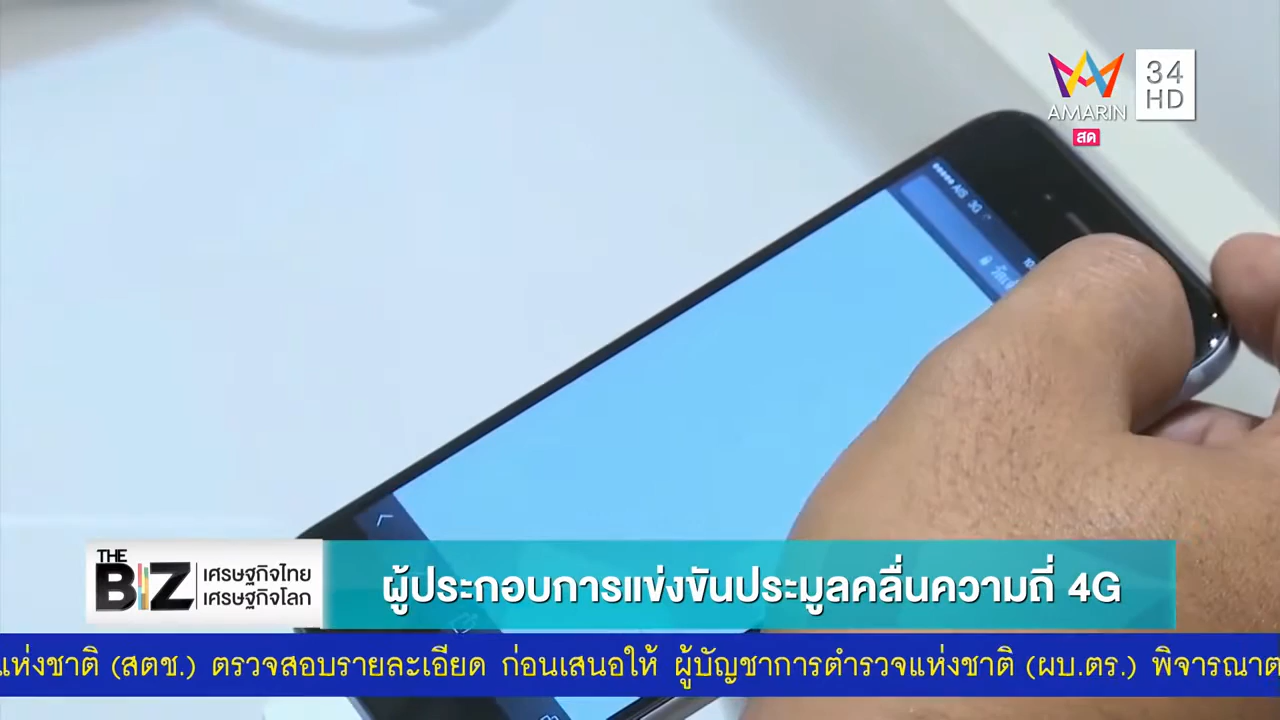 34
HD
AMARIN
สด
AIS 3G
THE
BIZ
เศรษฐกิจไทย
เศรษฐกิจโลก
ผู้ประกอบการแข่งขันประมูลคลื่นความถี่ 4G
แห่งชาติ (สตช.) ตรวจสอบรายละเอียด ก่อนเสนอให้ ผู้บัญชาการตำรวจแห่งชาติ (ผบ.ตร.) พิจารณาต